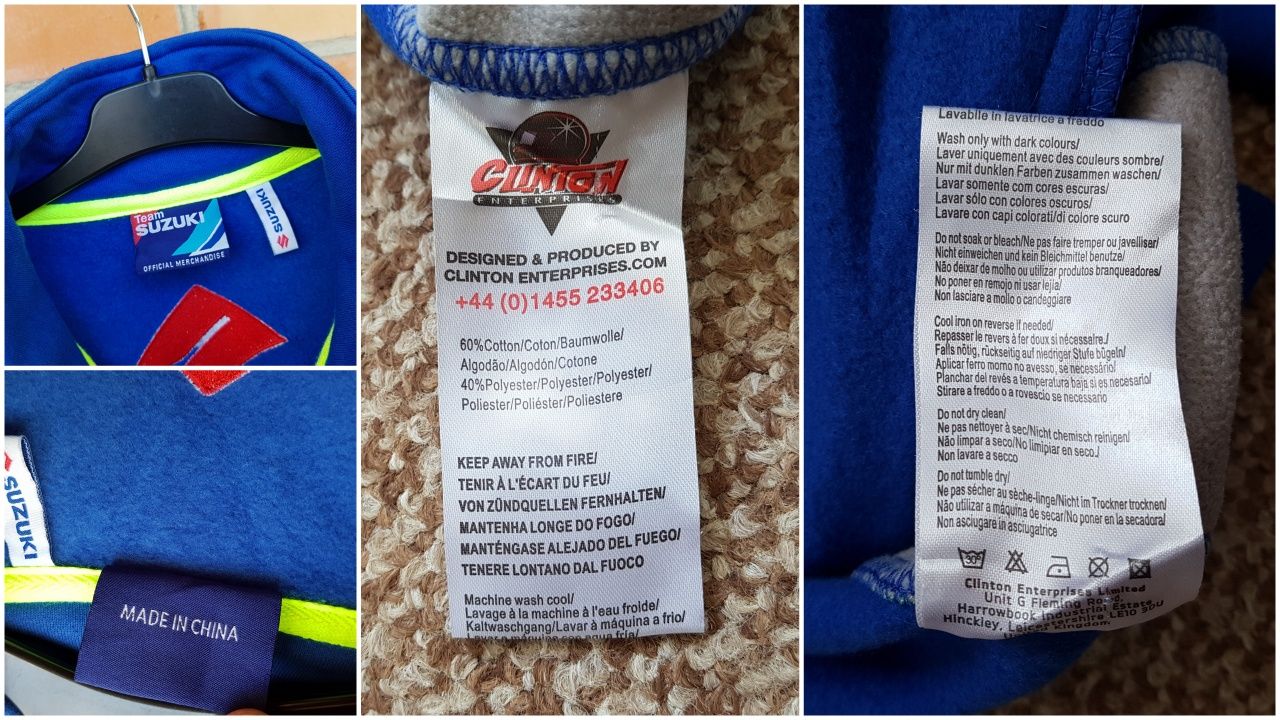 Team
SUZUKI
OFFICIAL MERCHANDISE
SUZUKI
SUZUKI
MADE IN CHINA
CLINTON
ENTERPRISES
DESIGNED & PRODUCED BY
CLINTON ENTERPRISES.COM
+44 (0)1455 233406
60%Cotton/Coton/Baumwolle/
Algodão/Algodón/Cotone
40%Polyester/Polyester/Polyester/
Poliester/Poliéster/Poliestere
KEEP AWAY FROM FIRE/
TENIR À L'ÉCART DU FEU/
VON ZÜNDQUELLEN FERNHALTEN/
MANTENHA LONGE DO FOGO/
MANTÉNGASE ALEJADO DEL FUEGO/
TENERE LONTANO DAL FUOCO
Machine wash cool/
Lavage à la machine à l'eau froide/
Kaltwaschgang/Lavar à máquina a frio/
Lavar a máquina con agua fría/
Lavabile in lavatrice a freddo
Wash only with dark colours/
Laver uniquement avec des couleurs sombre/
Nur mit dunklen Farben zusammen waschen/
Lavar somente com cores escuras/
Lavar sólo con colores oscuros/
Lavare con capi colorati/di colore scuro
Do not soak or bleach/Ne pas faire tremper ou javelliser/
Nicht einweichen und kein Bleichmittel benutze/
Não deixar de molho ou utilizar produtos branqueadores/
No poner en remojo ni usar lejía/
Non lasciare a mollo o candeggiare
Cool iron on reverse if needed/
Repasser le revers à fer doux si nécessaire./
Falls nötig, rückseitig auf niedriger Stufe bügeln/
Aplicar ferro morno no avesso, se necessário/
Planchar del revés a temperatura baja si es necesario/
Stirare a freddo o a rovescio se necessario
Do not dry clean/
Ne pas nettoyer à sec/Nicht chemisch reinigen/
Não limpar a seco/No limipiar en seco./
Non lavare a secco
Do not tumble dry/
Ne pas sécher au sèche-linge/Nicht im Trockner trocknen/
Não utilizar a máquina de secar/No poner en la secadora/
Non asciugare in asciugatrice
30°
Clinton Enterprises Limited
Unit G Fleming Road,
Harrowbook Industrial Estate
Hinckley, Leicestershire LE10 3DU
Kingdom